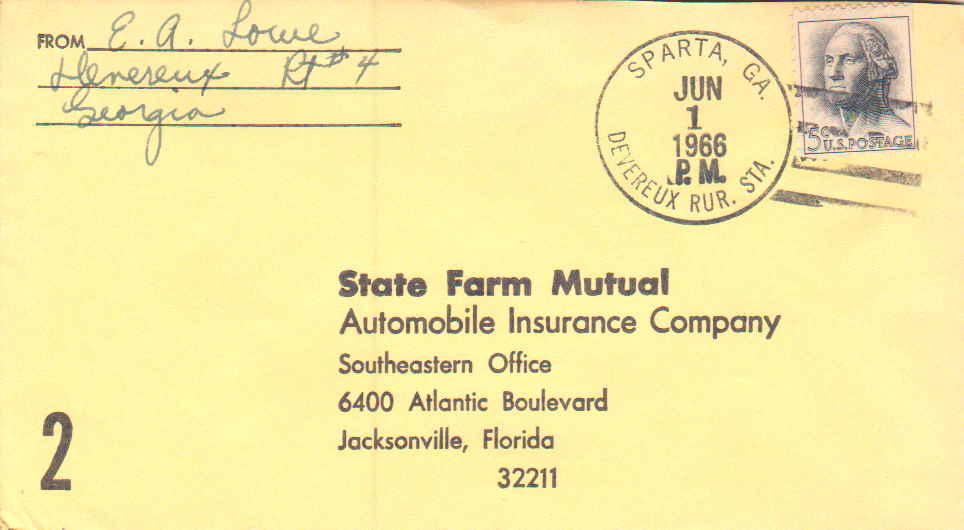 FROM E. A. Lowe
Devereux Rt # 4
Georgia
SPARTA, GA.
JUN
1
1966
P.M.
DEVEREUX RUR. STA.
5c
U.S. POSTAGE
State Farm Mutual
Automobile Insurance Company
Southeastern Office
6400 Atlantic Boulevard
Jacksonville, Florida
32211
2